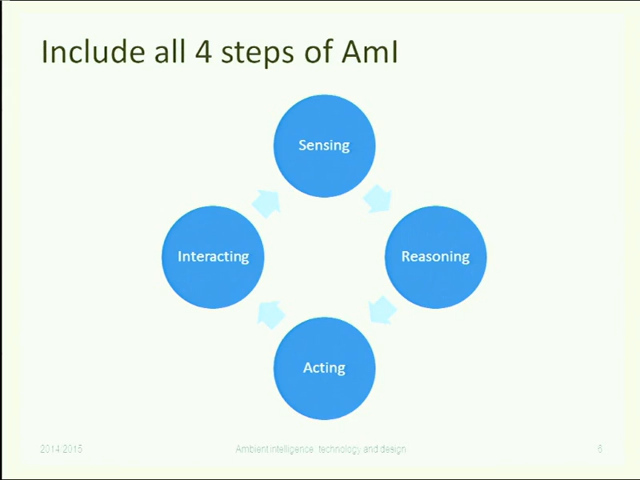 Include all 4 steps of AmI
Sensing
Interacting
Reasoning
Acting
2014:2015
Ambient intelligence: technology and design
6